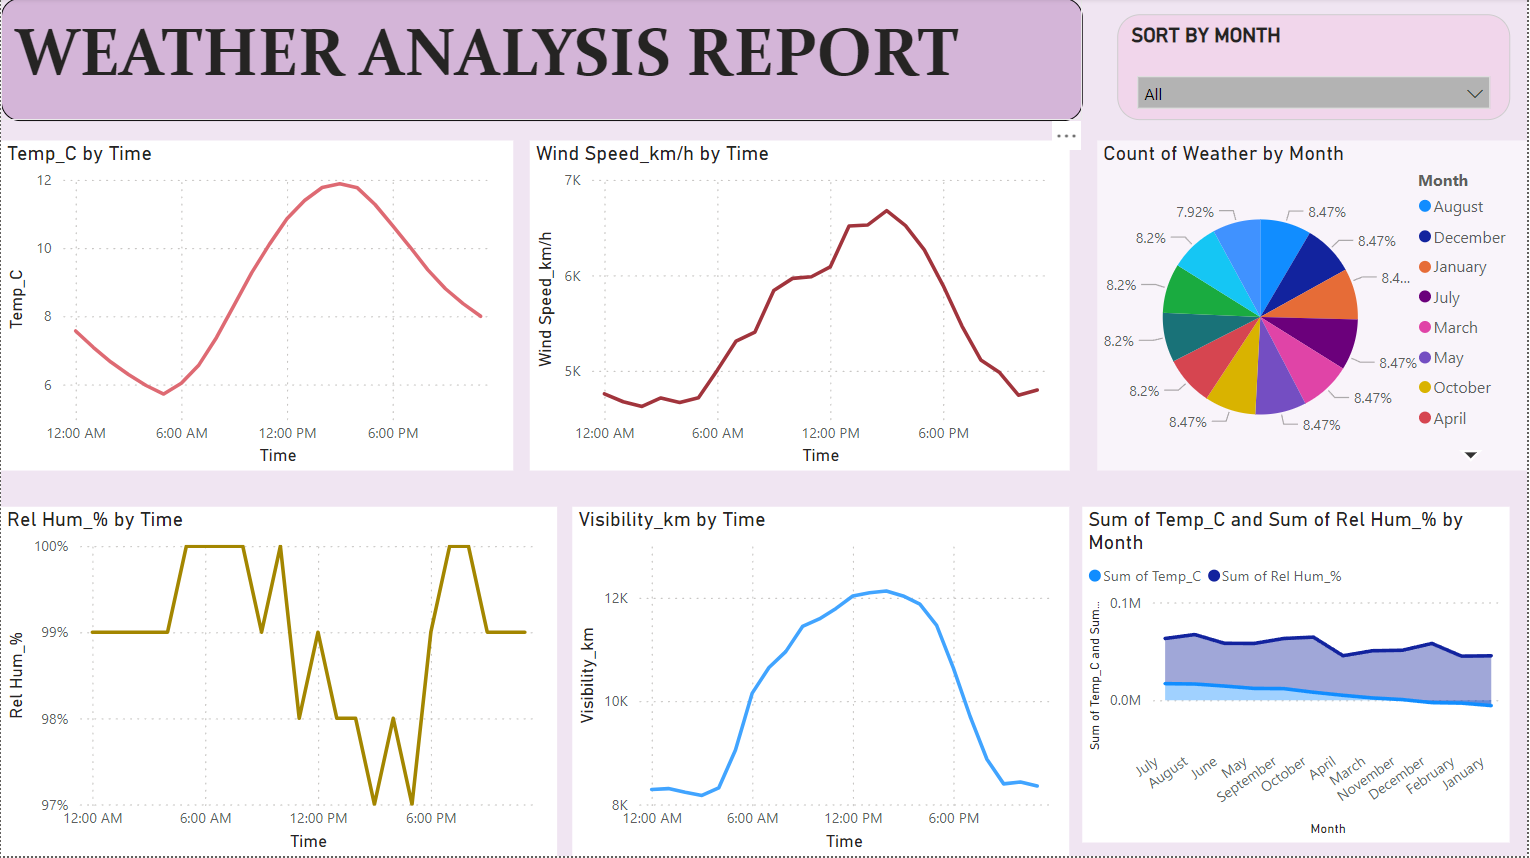 WEATHER ANALYSIS REPORT
SORT BY MONTH
All
Temp_C by Time
12
10
8
6
Temp_C
12:00 AM 6:00 AM 12:00 PM 6:00 PM
Time
Wind Speed_km/h by Time
7K
6K
5K
Wind Speed_km/h
12:00 AM 6:00 AM 12:00 PM 6:00 PM
Time
Count of Weather by Month
7.92% 8.47%
8.2% 8.47%
8.2% 8.4...
8.2% 8.47%
8.2% 8.47%
8.47% 8.47%
Month
August
December
January
July
March
May
October
April
Rel Hum_% by Time
100%
99%
98%
97%
Rel Hum_%
12:00 AM 6:00 AM 12:00 PM 6:00 PM
Time
Visibility_km by Time
12K
10K
8K
Visibility_km
12:00 AM 6:00 AM 12:00 PM 6:00 PM
Time
Sum of Temp_C and Sum of Rel Hum_% by
Month
Sum of Temp_C Sum of Rel Hum_%
0.1M
0.0M
Sum of Temp_C and Sum...
July August June May September October April March November December February January
Month